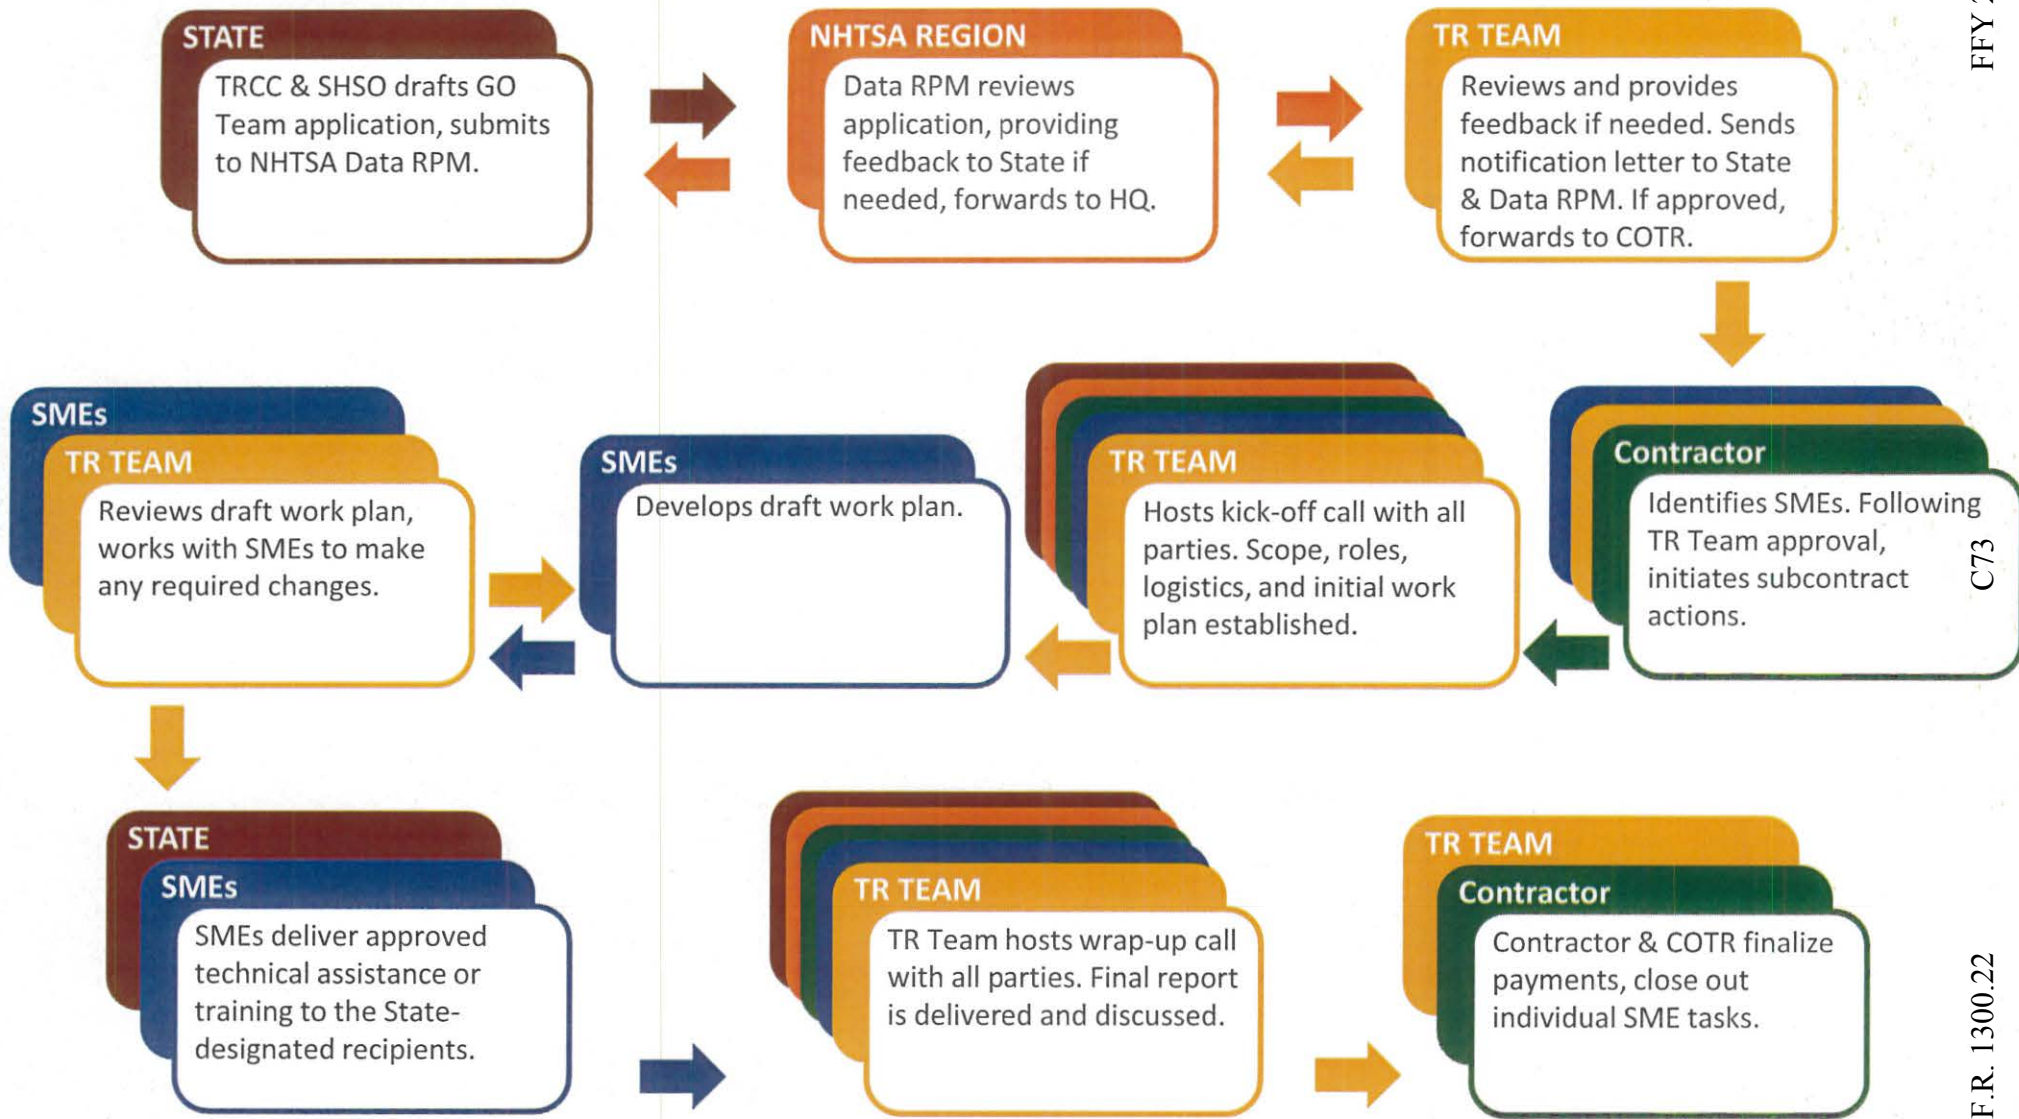 STATE
TRCC & SHSO drafts GO
Team application, submits
to NHTSA Data RPM.
NHTSA REGION
Data RPM reviews
application, providing
feedback to State if
needed, forwards to HQ.
TR TEAM
Reviews and provides
feedback if needed. Sends
notification letter to State
& Data RPM. If approved,
forwards to COTR.
FFY 2
Contractor
Identifies SMEs. Following
TR Team approval,
initiates subcontract
actions.
C73
TR TEAM
Hosts kick-off call with all
parties. Scope, roles,
logistics, and initial work
plan established.
SMEs
Develops draft work plan.
SMEs
TR TEAM
Reviews draft work plan,
works with SMEs to make
any required changes.
STATE
SMEs
SMEs deliver approved
technical assistance or
training to the State-
designated recipients.
TR TEAM
TR Team hosts wrap-up call
with all parties. Final report
is delivered and discussed.
TR TEAM
Contractor
Contractor & COTR finalize
payments, close out
individual SME tasks.
F.R. 1300.22